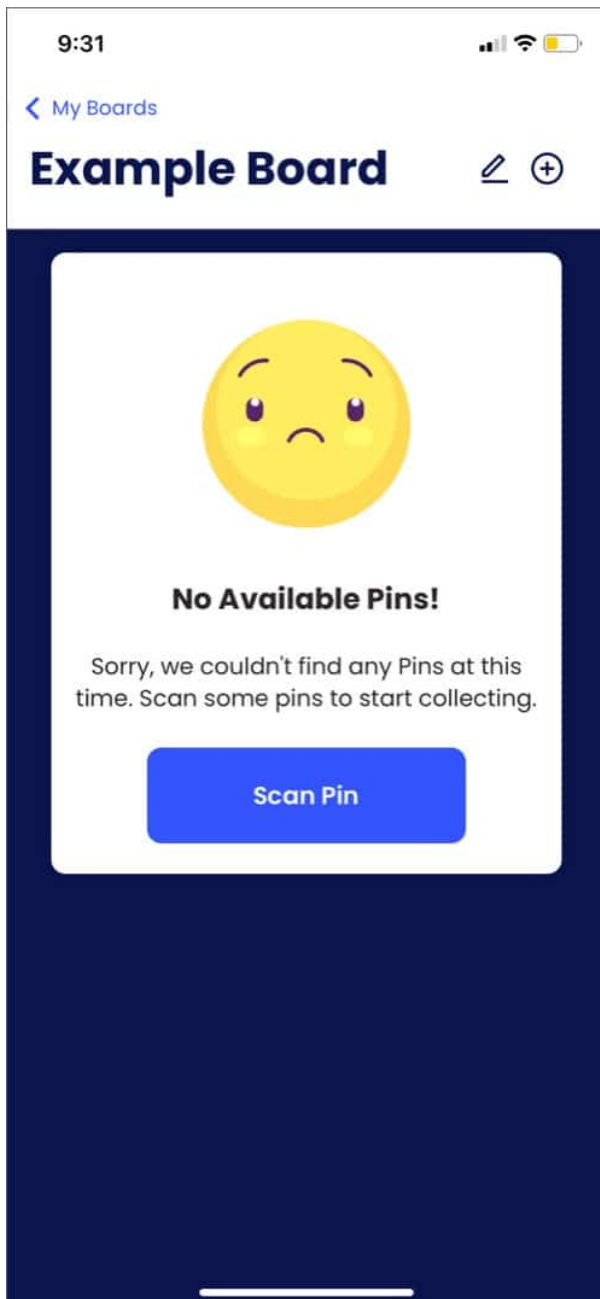 9:31
My Boards
Example Board
No Available Pins!
Sorry, we couldn't find any Pins at this
time. Scan some pins to start collecting.
Scan Pin